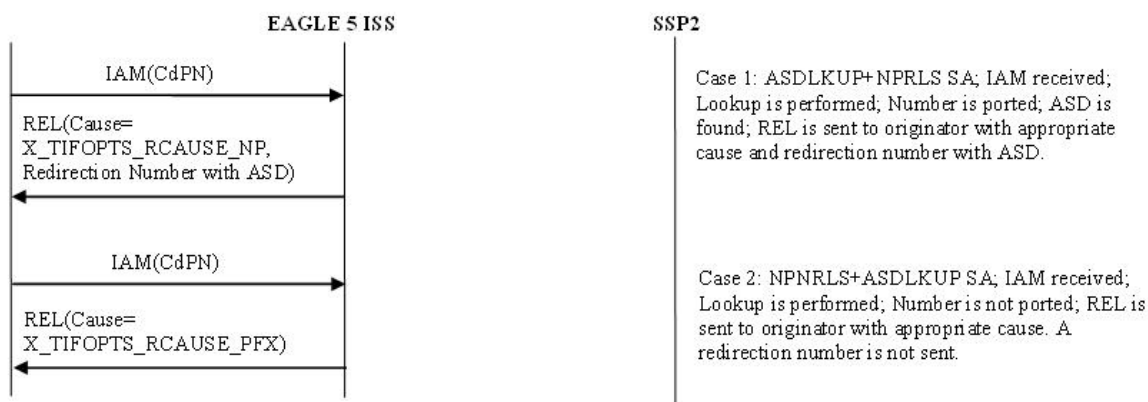 EAGLE 5 ISS
SSP2
IAM(CdPN)
REL(Cause=
X_TIFOPTS_RCAUSE_NP,
Redirection Number with ASD)
Case 1: ASDLKUP+NPRLS SA; IAM received;
Lookup is performed; Number is ported; ASD is
found; REL is sent to originator with appropriate
cause and redirection number with ASD.
IAM(CdPN)
REL(Cause=
X_TIFOPTS_RCAUSE_PFX)
Case 2: NPNRLS+ASDLKUP SA; IAM received;
Lookup is performed; Number is not ported; REL is
sent to originator with appropriate cause. A
redirection number is not sent.